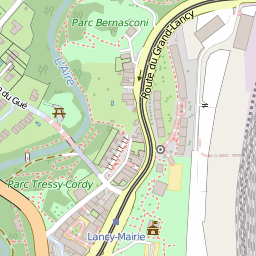 Parc Bernasconi
Route du Grand-Lancy
L'Aire
du Gué
Parc Tressy-Cordy
Lancy-Mairie